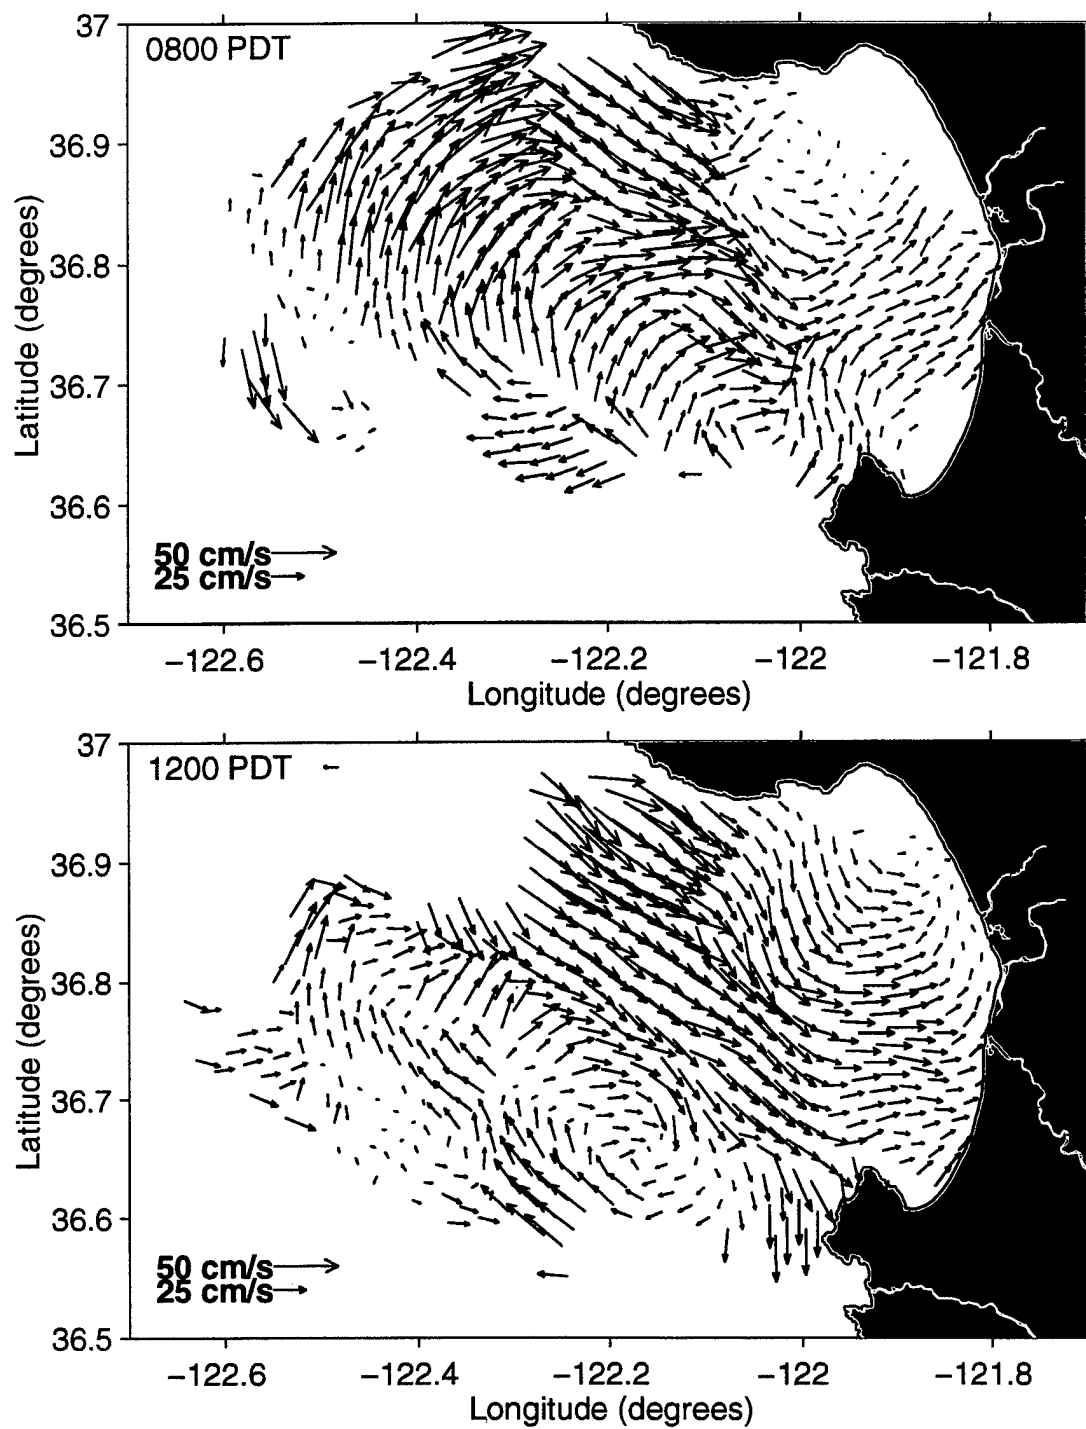 37
0800 PDT
36.9
36.8
36.7
36.6
36.5
Latitude (degrees)
50 cm/s
25 cm/s
−122.6 −122.4 −122.2 −122 −121.8
Longitude (degrees)
37
1200 PDT
36.9
36.8
36.7
36.6
36.5
Latitude (degrees)
50 cm/s
25 cm/s
−122.6 −122.4 −122.2 −122 −121.8
Longitude (degrees)